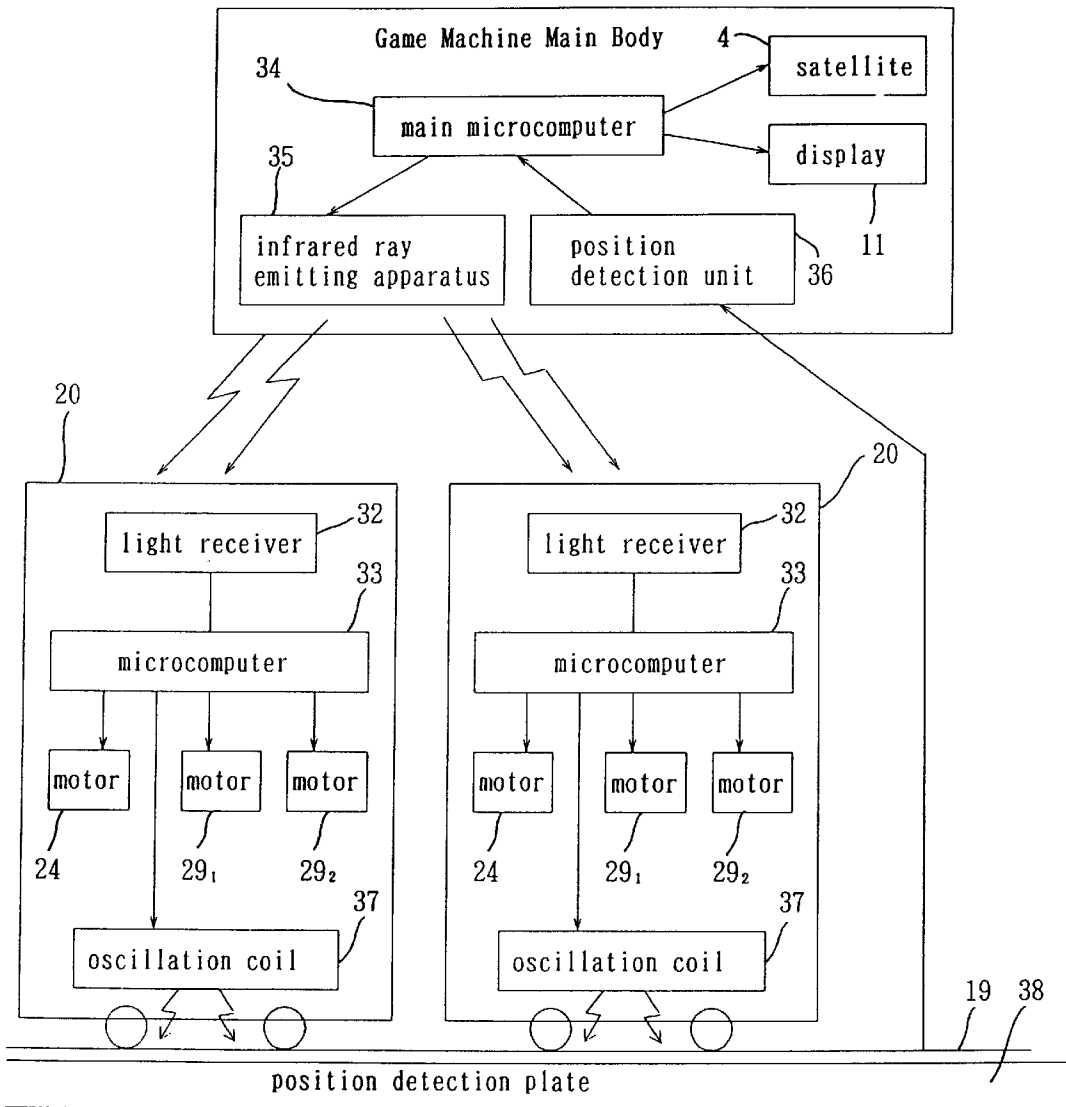 Game Machine Main Body
4
satellite
34
main microcomputer
display
11
35
infrared ray
emitting apparatus
position
detection unit
36
20
20
light receiver
32
light receiver
32
33
33
microcomputer
microcomputer
motor
motor
motor
motor
motor
motor
24
29₁
29₂
24
29₁
29₂
37
37
oscillation coil
oscillation coil
19
38
position detection plate